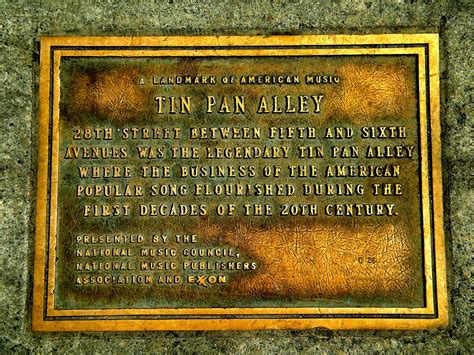 A LANDMARK OF AMERICAN MUSIC
TIN PAN ALLEY
28TH STREET BETWEEN FIFTH AND SIXTH
AVENUES WAS THE LEGENDARY TIN PAN ALLEY
WHERE THE BUSINESS OF THE AMERICAN
POPULAR SONG FLOURISHED DURING THE
FIRST DECADES OF THE 20TH CENTURY.
PRESENTED BY THE
NATIONAL MUSIC COUNCIL,
NATIONAL MUSIC PUBLISHERS
ASSOCIATION AND EXXON